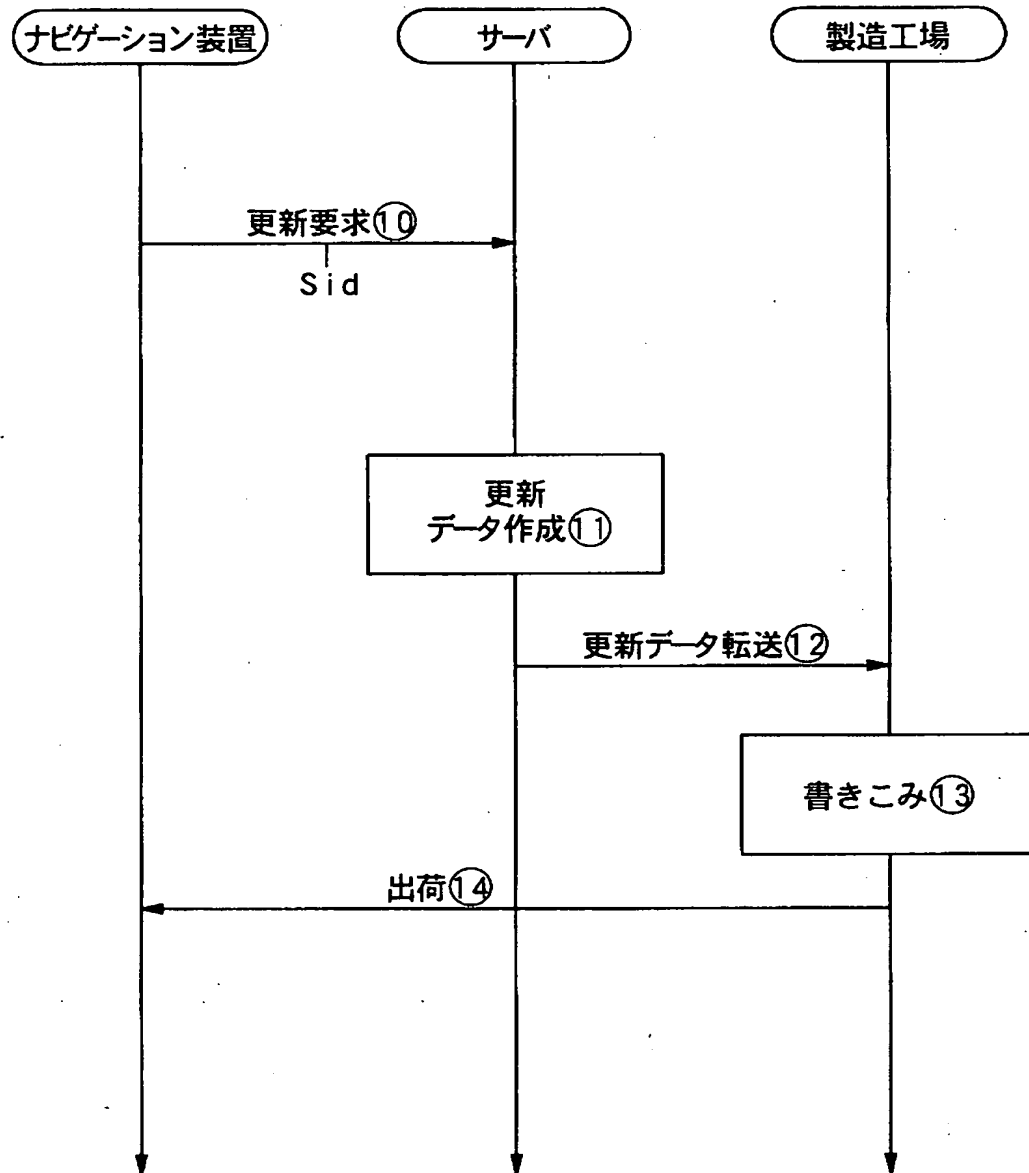 ナビゲーション装置
サーバ
製造工場
更新要求⑩
Sid
更新
データ作成⑪
更新データ転送⑫
書きこみ⑬
出荷⑭